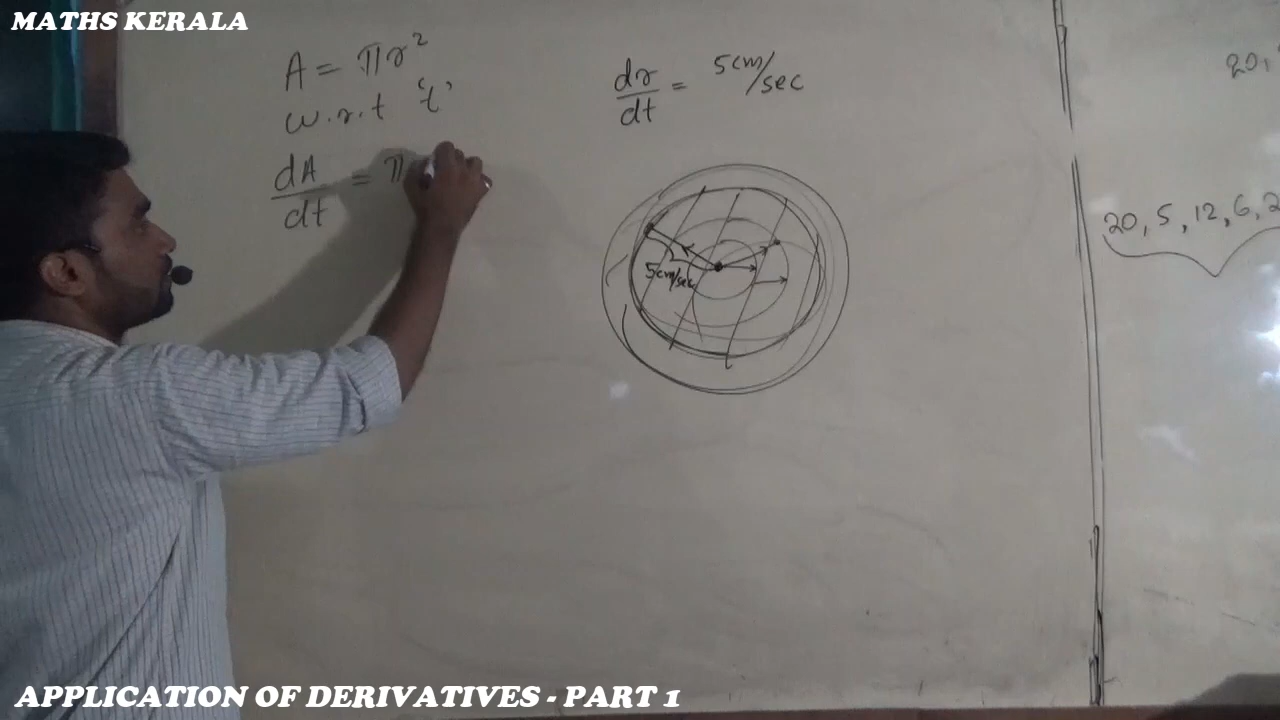 MATHS KERALA
A = πr²
w.r.t 't'
dA/dt = π
dr/dt = 5cm/sec
5cm/sec
20,
20, 5, 12, 6, 2
APPLICATION OF DERIVATIVES - PART 1